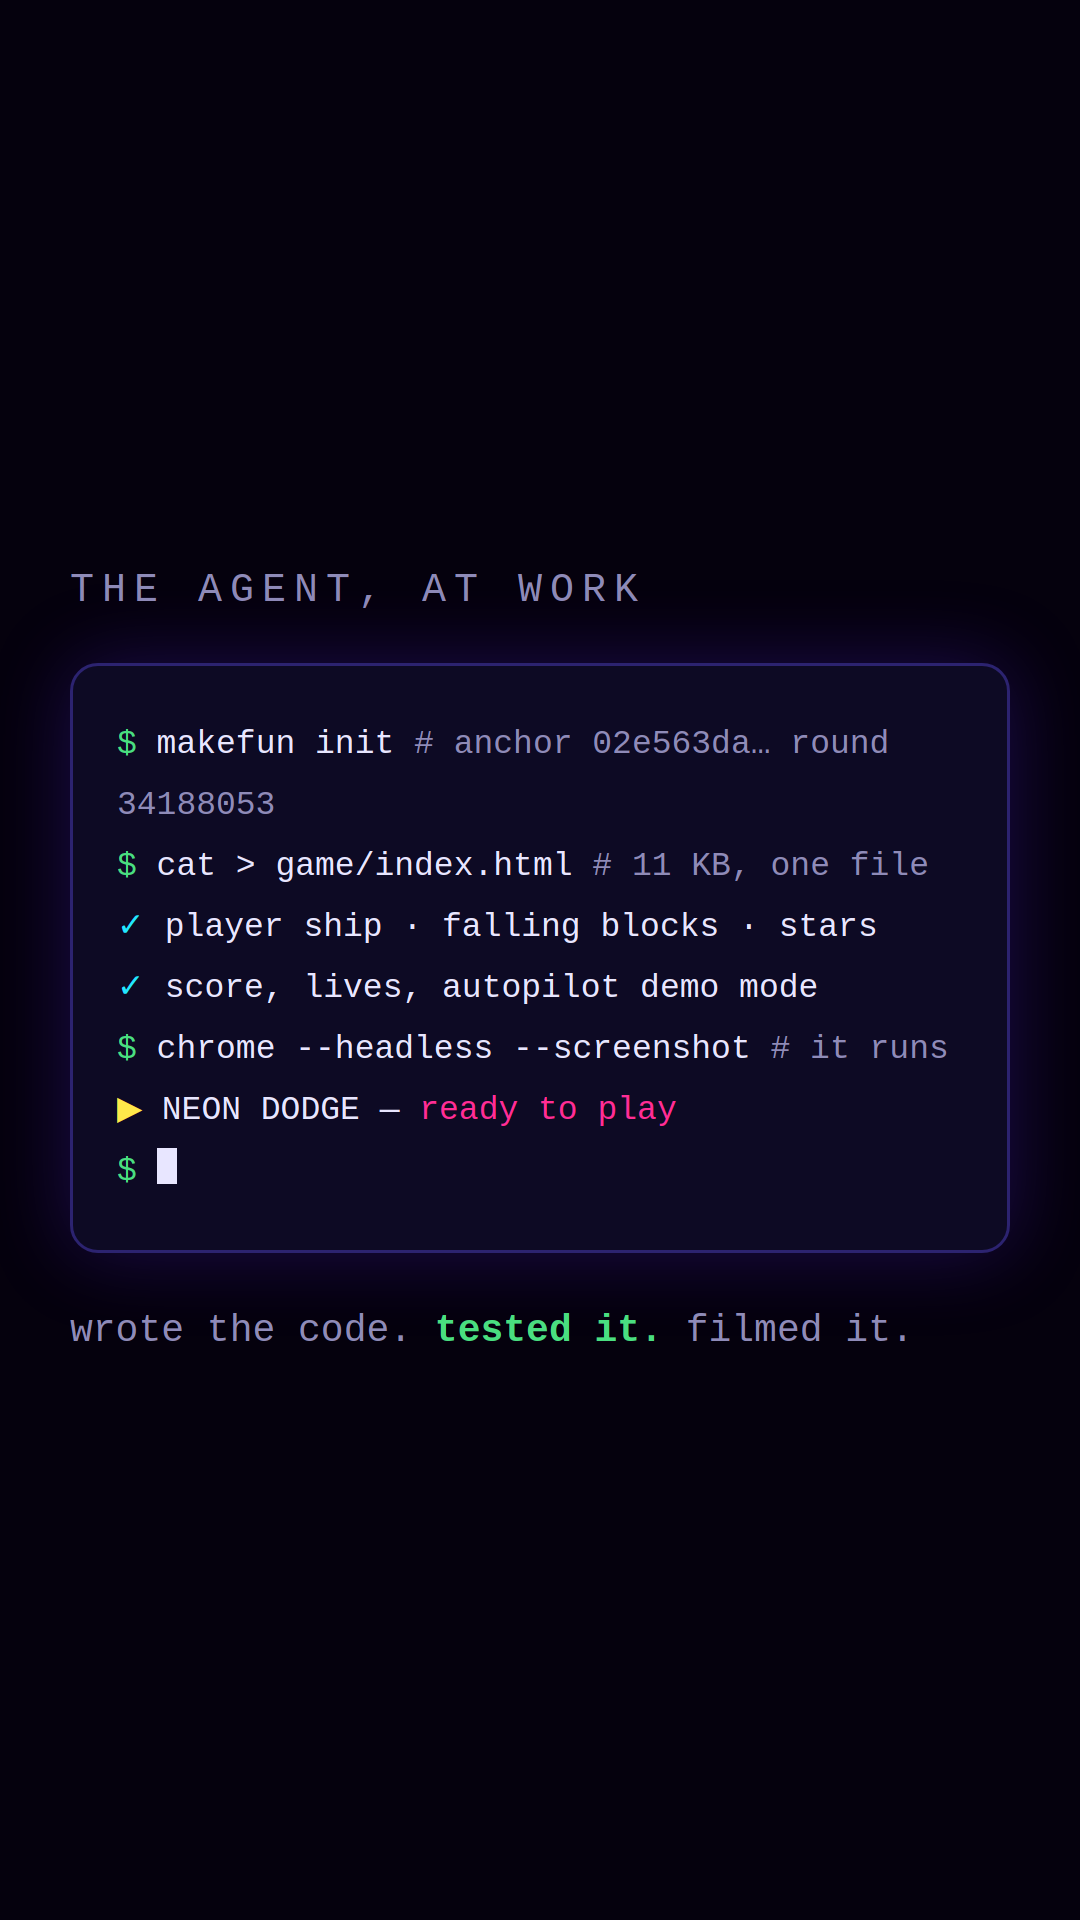 THE AGENT, AT WORK
$ makefun init # anchor 02e563da… round
34188053
$ cat > game/index.html # 11 KB, one file
✓ player ship · falling blocks · stars
✓ score, lives, autopilot demo mode
$ chrome --headless --screenshot # it runs
▶ NEON DODGE — ready to play
$
wrote the code. tested it. filmed it.